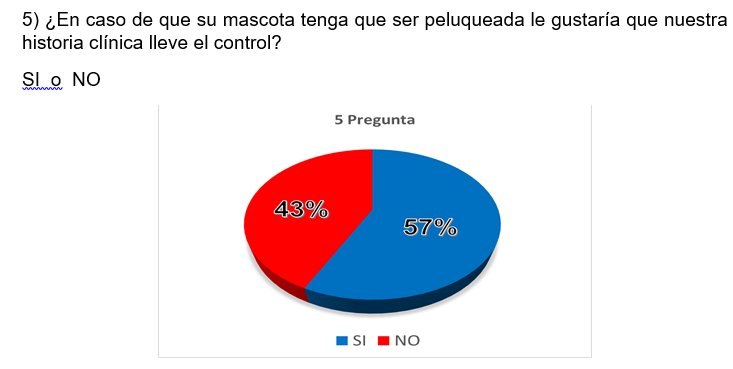 5) ¿En caso de que su mascota tenga que ser peluqueada le gustaría que nuestra
historia clínica lleve el control?
SI o NO
5 Pregunta
43%
57%
SI NO